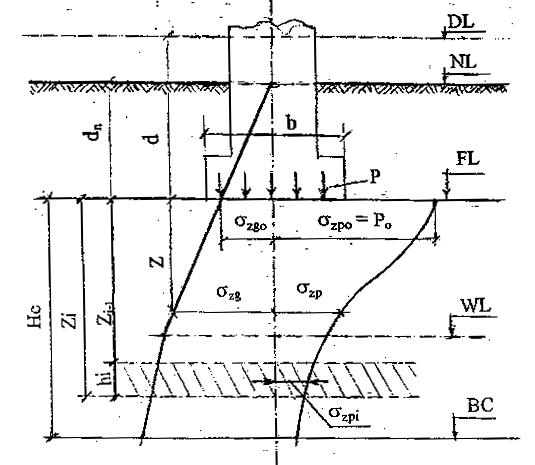 DL
NL
dn
d
b
P
FL
σzgo
σzpo = Po
Z
σzg
σzp
WL
Hc
Zi
Zi-1
hi
σzpi
BC